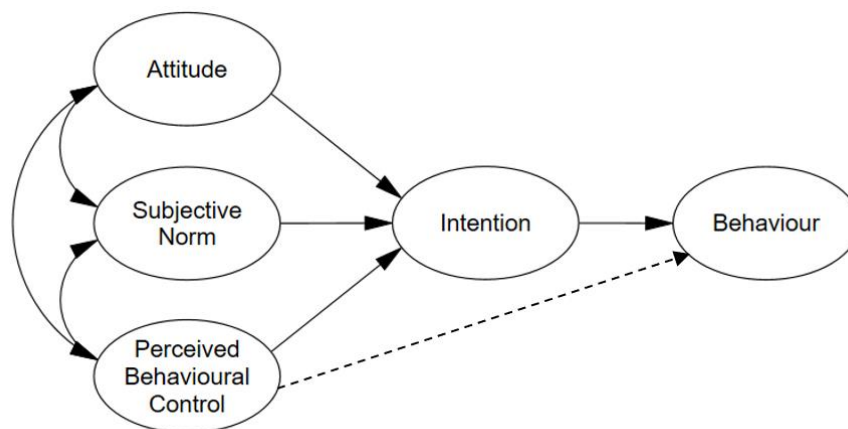 Attitude
Subjective
Norm
Perceived
Behavioural
Control
Intention
Behaviour